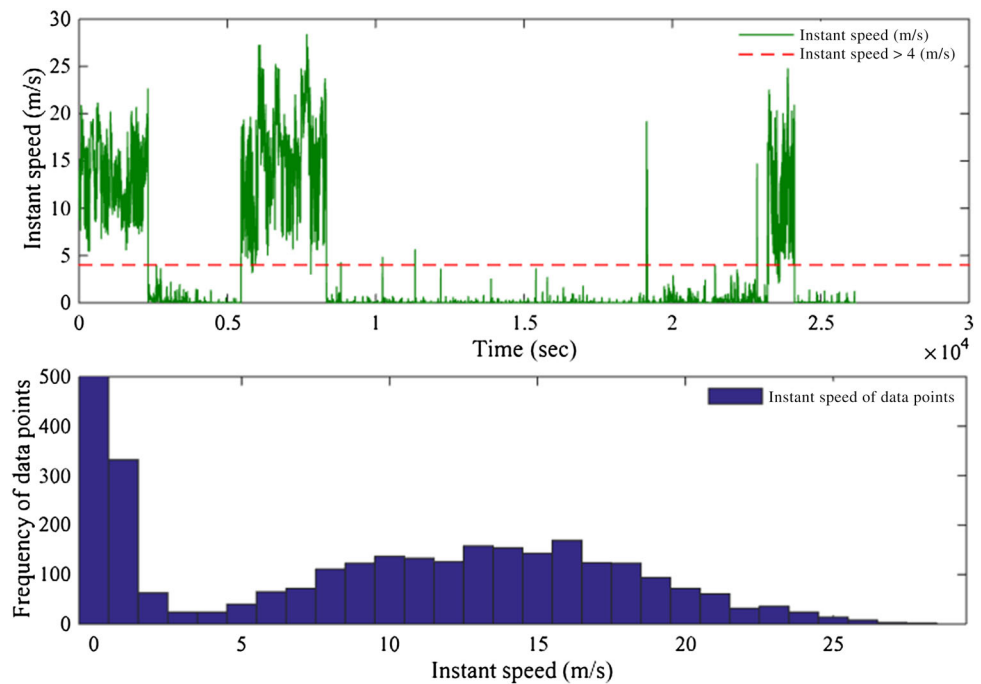 30
25
20
15
10
5
0
Instant speed (m/s)
Instant speed (m/s)
Instant speed > 4 (m/s)
0 0.5 1 1.5 2 2.5 3
Time (sec)
×10⁴
500
400
300
200
100
0
Frequency of data points
Instant speed of data points
0 5 10 15 20 25
Instant speed (m/s)